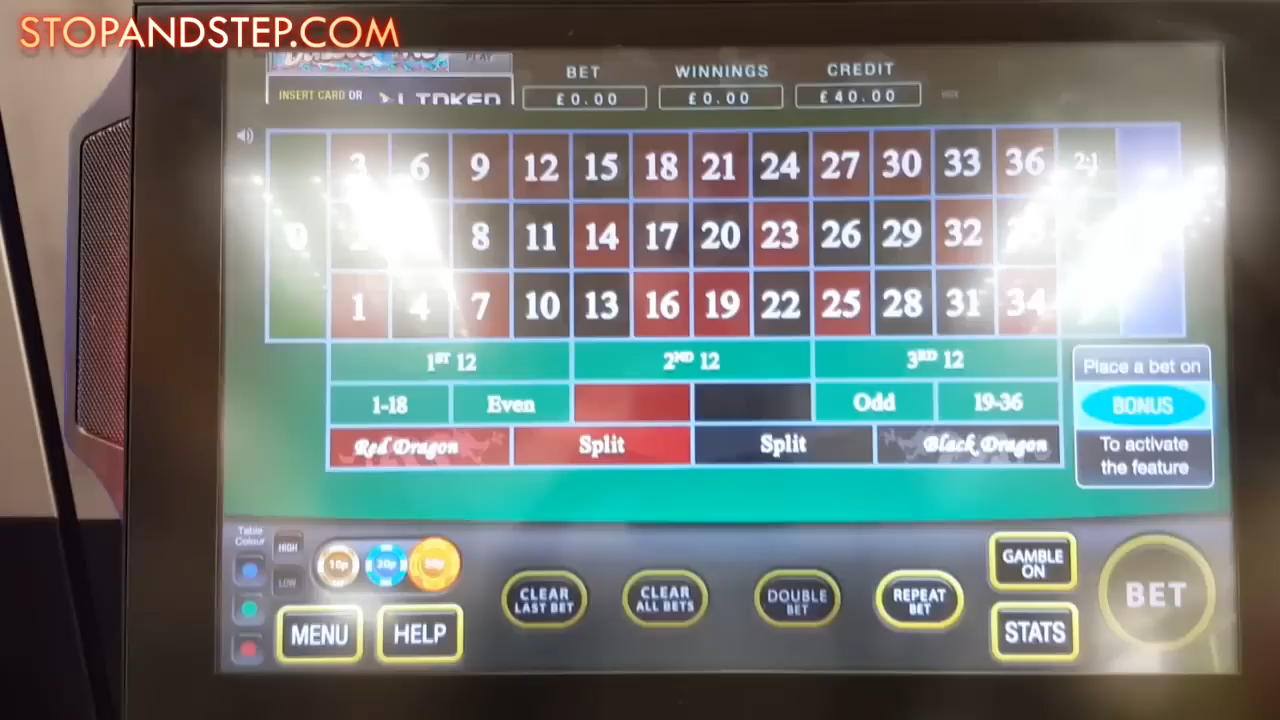 STOPANDSTEP.COM
PLAY
INSERT CARD OR
LINKED
BET
WINNINGS
CREDIT
£0.00
£0.00
£40.00
3 6 9 12 15 18 21 24 27 30 33 36 2:1
0 8 11 14 17 20 23 26 29 32
1 4 7 10 13 16 19 22 25 28 31 34
1ST 12
2ND 12
3RD 12
1-18
Even
Odd
19-36
Red Dragon
Split
Split
Black Dragon
Place a bet on
BONUS
To activate
the feature
Table
Colour
HIGH
LOW
10p
20p
MENU
HELP
CLEAR
LAST BET
CLEAR
ALL BETS
DOUBLE
BET
REPEAT
BET
GAMBLE
ON
STATS
BET